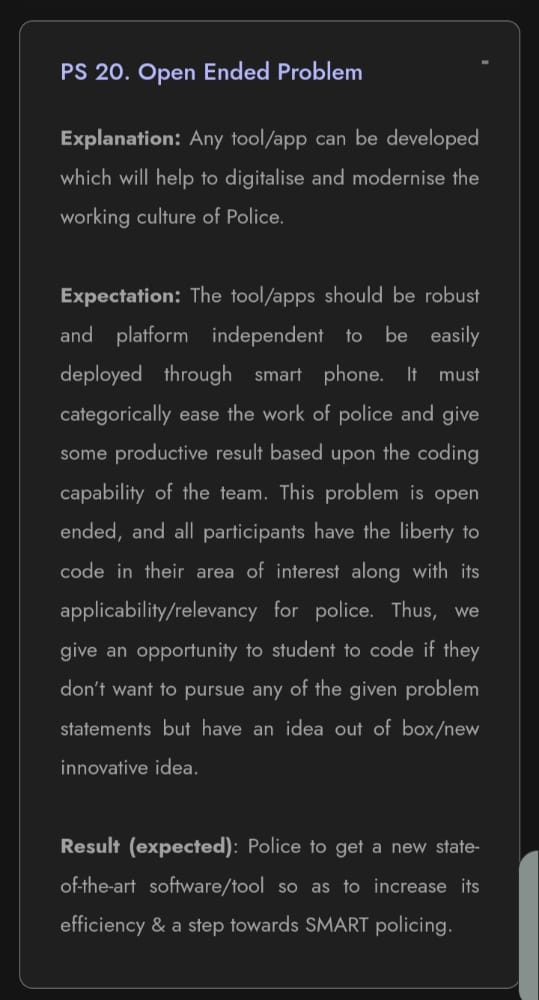 PS 20. Open Ended Problem
-
Explanation: Any tool/app can be developed
which will help to digitalise and modernise the
working culture of Police.
Expectation: The tool/apps should be robust
and platform independent to be easily
deployed through smart phone. It must
categorically ease the work of police and give
some productive result based upon the coding
capability of the team. This problem is open
ended, and all participants have the liberty to
code in their area of interest along with its
applicability/relevancy for police. Thus, we
give an opportunity to student to code if they
don't want to pursue any of the given problem
statements but have an idea out of box/new
innovative idea.
Result (expected): Police to get a new state-
of-the-art software/tool so as to increase its
efficiency & a step towards SMART policing.